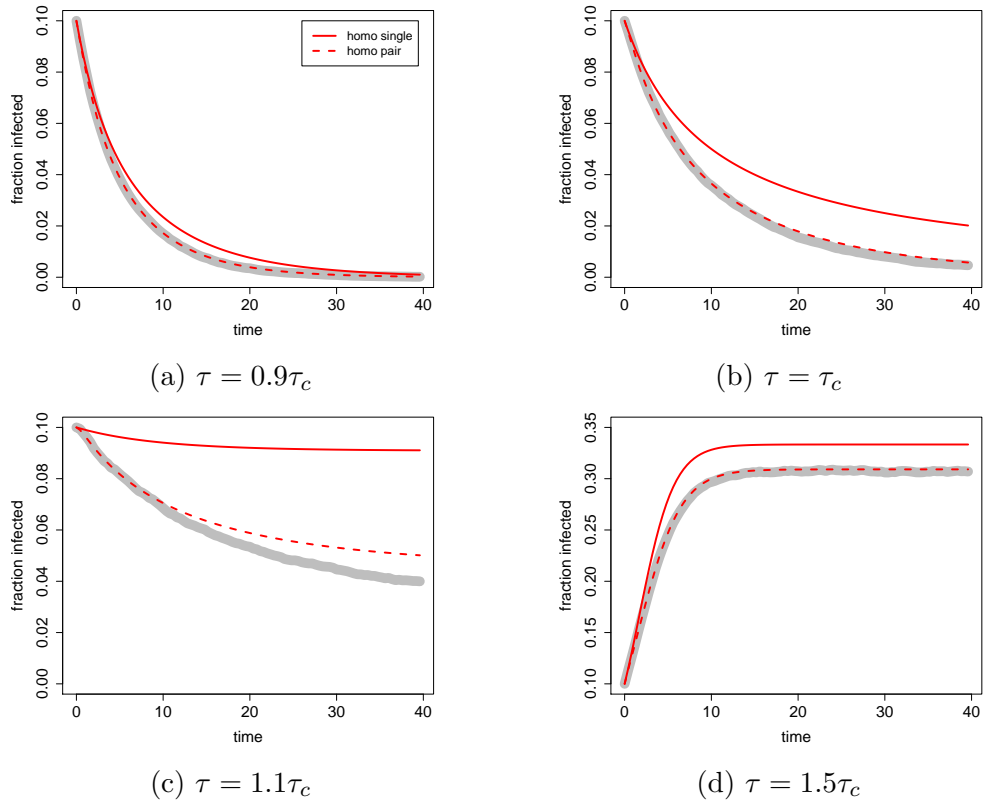 0.00 0.02 0.04 0.06 0.08 0.10
fraction infected
homo single
homo pair
0 10 20 30 40
time
(a) τ = 0.9τc
0.00 0.02 0.04 0.06 0.08 0.10
fraction infected
0 10 20 30 40
time
(b) τ = τc
0.00 0.02 0.04 0.06 0.08 0.10
fraction infected
0 10 20 30 40
time
(c) τ = 1.1τc
0.10 0.15 0.20 0.25 0.30 0.35
fraction infected
0 10 20 30 40
time
(d) τ = 1.5τc